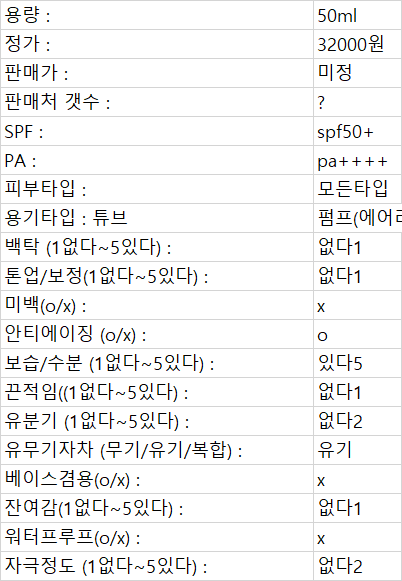 용량 : 50ml
정가 : 32000원
판매가 : 미정
판매처 갯수 : ?
SPF : spf50+
PA : pa++++
피부타입 : 모든타입
용기타입 : 튜브 펌프(에어
백탁 (1없다~5있다) : 없다1
톤업/보정(1없다~5있다) : 없다1
미백(o/x) : x
안티에이징 (o/x) : o
보습/수분 (1없다~5있다) : 있다5
끈적임((1없다~5있다) : 없다1
유분기 (1없다~5있다) : 없다2
유무기자차 (무기/유기/복합) : 유기
베이스겸용(o/x) : x
잔여감(1없다~5있다) : 없다1
워터프루프(o/x) : x
자극정도 (1없다~5있다) : 없다2